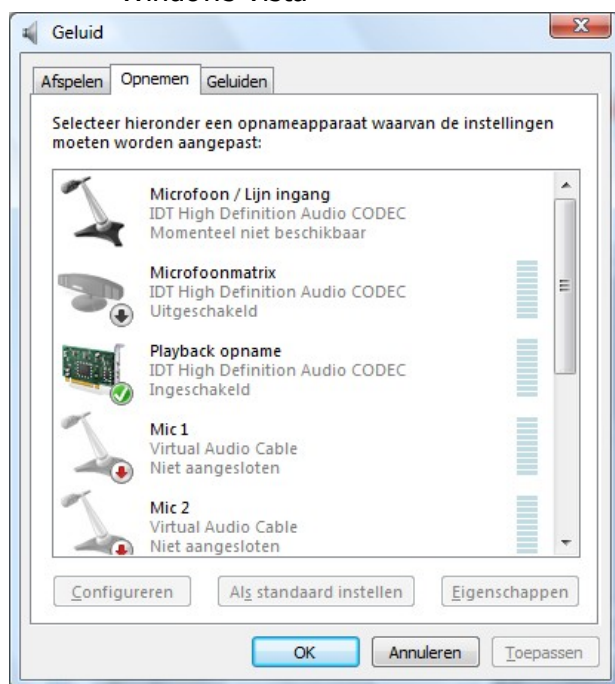 Windows Vista
Geluid
Afspelen
Opnemen
Geluiden
Selecteer hieronder een opnameapparaat waarvan de instellingen
moeten worden aangepast:
Microfoon / Lijn ingang
IDT High Definition Audio CODEC
Momenteel niet beschikbaar
Microfoonmatrix
IDT High Definition Audio CODEC
Uitgeschakeld
Playback opname
IDT High Definition Audio CODEC
Ingeschakeld
Mic 1
Virtual Audio Cable
Niet aangesloten
Mic 2
Virtual Audio Cable
Niet aangesloten
Configureren
Als standaard instellen
Eigenschappen
OK
Annuleren
Toepassen